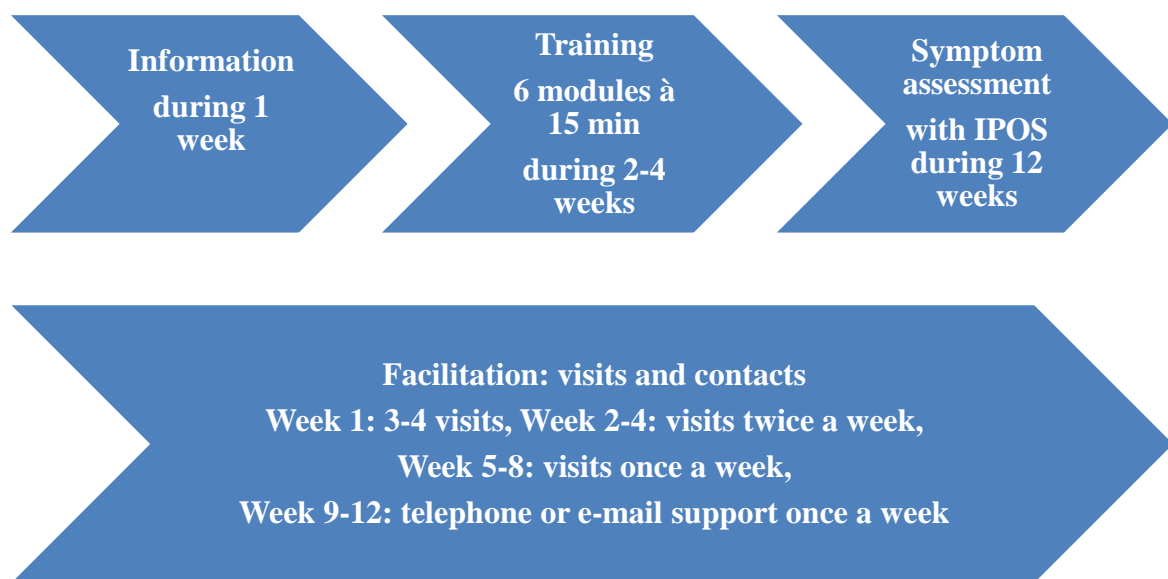 Information
during 1
week
Training
6 modules à
15 min
during 2-4
weeks
Symptom
assessment
with IPOS
during 12
weeks
Facilitation: visits and contacts
Week 1: 3-4 visits, Week 2-4: visits twice a week,
Week 5-8: visits once a week,
Week 9-12: telephone or e-mail support once a week